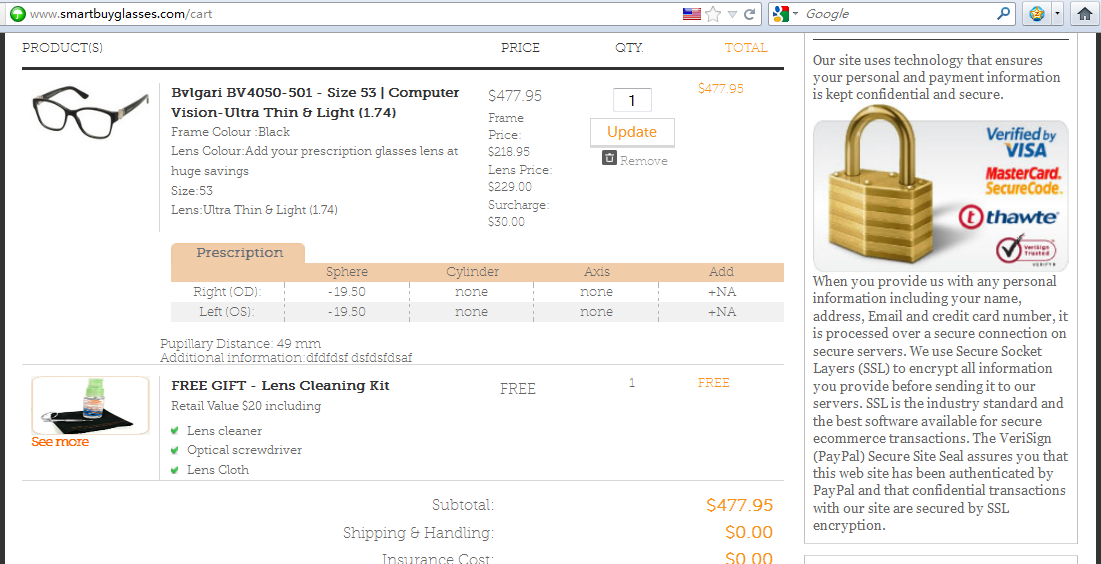 www.smartbuyglasses.com/cart
Google
PRODUCT(S) PRICE QTY. TOTAL
Bvlgari BV4050-501 - Size 53 | Computer
Vision-Ultra Thin & Light (1.74)
Frame Colour :Black
Lens Colour:Add your prescription glasses lens at
huge savings
Size:53
Lens:Ultra Thin & Light (1.74)
$477.95
Frame
Price:
$218.95
Lens Price:
$229.00
Surcharge:
$30.00
1
Update
Remove
$477.95
Prescription
Sphere Cylinder Axis Add
Right (OD): -19.50 none none +NA
Left (OS): -19.50 none none +NA
Pupillary Distance: 49 mm
Additional information:dfdfdsf dsfdsfdsaf
See more
FREE GIFT - Lens Cleaning Kit
Retail Value $20 including
Lens cleaner
Optical screwdriver
Lens Cloth
FREE
1
FREE
Subtotal: $477.95
Shipping & Handling: $0.00
Insurance Cost: $0.00
Our site uses technology that ensures
your personal and payment information
is kept confidential and secure.
Verified by
VISA
MasterCard.
SecureCode.
thawte
VeriSign
Trusted
VERIFY
When you provide us with any personal
information including your name,
address, Email and credit card number, it
is processed over a secure connection on
secure servers. We use Secure Socket
Layers (SSL) to encrypt all information
you provide before sending it to our
servers. SSL is the industry standard and
the best software available for secure
ecommerce transactions. The VeriSign
(PayPal) Secure Site Seal assures you that
this web site has been authenticated by
PayPal and that confidential transactions
with our site are secured by SSL
encryption.